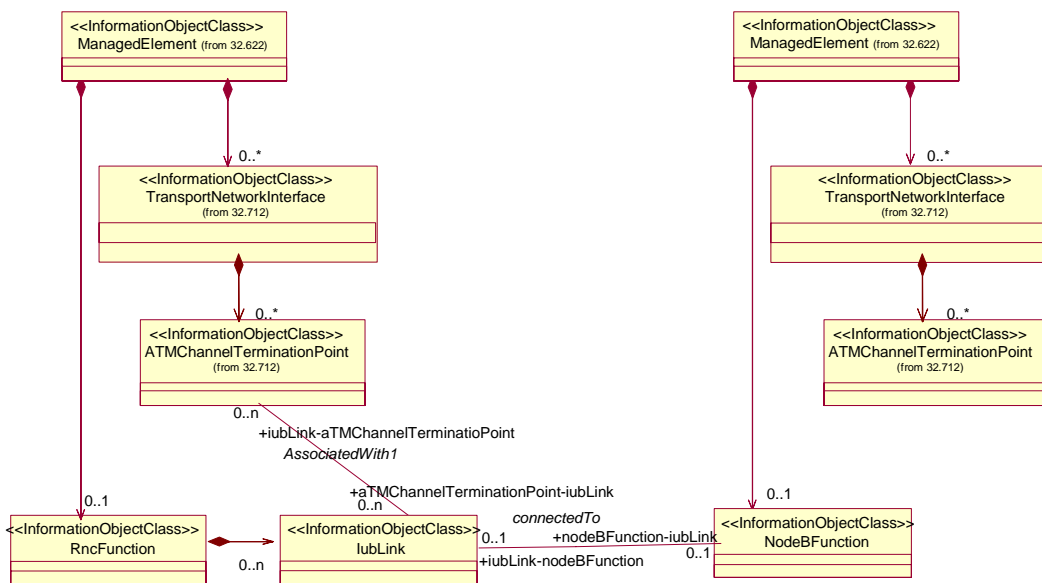 <<InformationObjectClass>>
ManagedElement (from 32.622)
<<InformationObjectClass>>
ManagedElement (from 32.622)
0..*
0..*
<<InformationObjectClass>>
TransportNetworkInterface
(from 32.712)
<<InformationObjectClass>>
TransportNetworkInterface
(from 32.712)
0..*
0..*
<<InformationObjectClass>>
ATMChannelTerminationPoint
(from 32.712)
<<InformationObjectClass>>
ATMChannelTerminationPoint
(from 32.712)
0..n
+iubLink-aTMChannelTerminatioPoint
AssociatedWith1
+aTMChannelTerminationPoint-iubLink
0..n
0..1
0..1
<<InformationObjectClass>>
RncFunction
0..n
<<InformationObjectClass>>
IubLink
connectedTo
0..1
+nodeBFunction-iubLink
0..1
+iubLink-nodeBFunction
<<InformationObjectClass>>
NodeBFunction